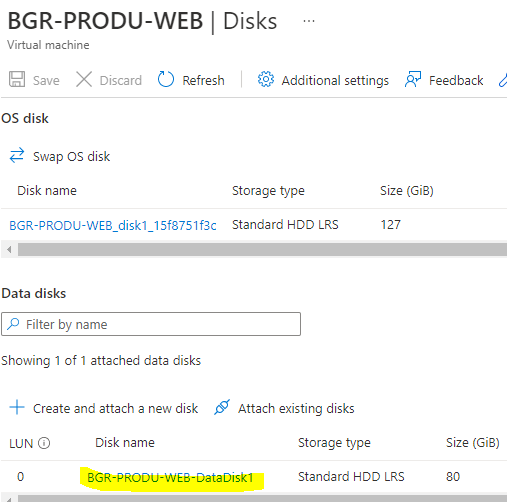 BGR-PRODU-WEB | Disks ...
Virtual machine
Save Discard Refresh Additional settings Feedback
OS disk
Swap OS disk
Disk name Storage type Size (GiB)
BGR-PRODU-WEB_disk1_15f8751f3c Standard HDD LRS 127
Data disks
Filter by name
Showing 1 of 1 attached data disks
Create and attach a new disk Attach existing disks
LUN Disk name Storage type Size (GiB)
0 BGR-PRODU-WEB-DataDisk1 Standard HDD LRS 80